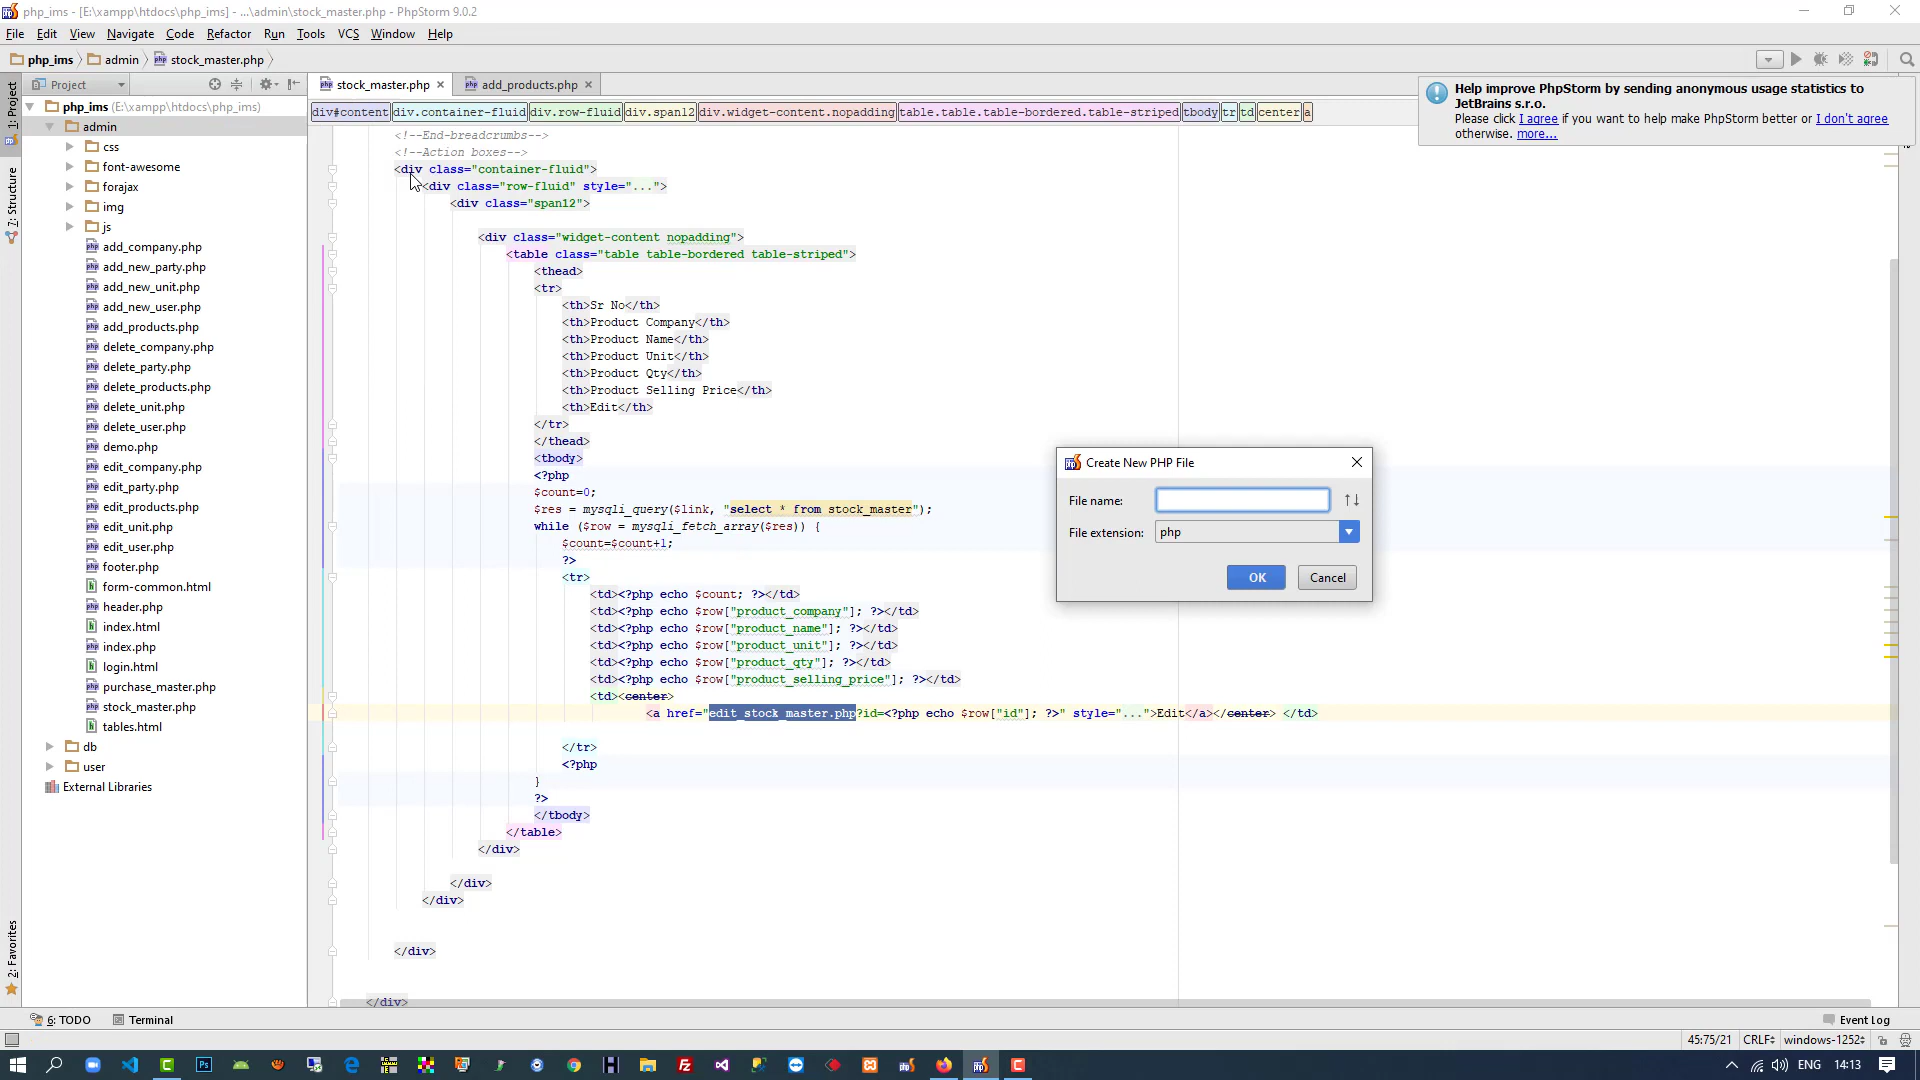 php_ims - [E:\xampp\htdocs\php_ims] - ...\admin\stock_master.php - PhpStorm 9.0.2
File Edit View Navigate Code Refactor Run Tools VCS Window Help
php_ims admin stock_master.php
Project
stock_master.php
add_products.php
div#content div.container-fluid div.row-fluid div.span12 div.widget-content.nopadding table.table.table-bordered.table-striped tbody tr td center a
Help improve PhpStorm by sending anonymous usage statistics to
JetBrains s.r.o.
Please click I agree if you want to help make PhpStorm better or I don't agree
otherwise. more...
1: Project
7: Structure
2: Favorites
php_ims (E:\xampp\htdocs\php_ims)
admin
css
font-awesome
forajax
img
js
add_company.php
add_new_party.php
add_new_unit.php
add_new_user.php
add_products.php
delete_company.php
delete_party.php
delete_products.php
delete_unit.php
delete_user.php
demo.php
edit_company.php
edit_party.php
edit_products.php
edit_unit.php
edit_user.php
footer.php
form-common.html
header.php
index.html
index.php
login.html
purchase_master.php
stock_master.php
tables.html
db
user
External Libraries
<!--End-breadcrumbs-->
<!--Action boxes-->
<div class="container-fluid">
<div class="row-fluid" style="...">
<div class="span12">
<div class="widget-content nopadding">
<table class="table table-bordered table-striped">
<thead>
<tr>
<th>Sr No</th>
<th>Product Company</th>
<th>Product Name</th>
<th>Product Unit</th>
<th>Product Qty</th>
<th>Product Selling Price</th>
<th>Edit</th>
</tr>
</thead>
<tbody>
<?php
$count=0;
$res = mysqli_query($link, "select * from stock_master");
while ($row = mysqli_fetch_array($res)) {
$count=$count+1;
?>
<tr>
<td><?php echo $count; ?></td>
<td><?php echo $row["product_company"]; ?></td>
<td><?php echo $row["product_name"]; ?></td>
<td><?php echo $row["product_unit"]; ?></td>
<td><?php echo $row["product_qty"]; ?></td>
<td><?php echo $row["product_selling_price"]; ?></td>
<td><center>
<a href="edit_stock_master.php?id=<?php echo $row["id"]; ?>" style="...">Edit</a></center> </td>
</tr>
<?php
}
?>
</tbody>
</table>
</div>
</div>
</div>
</div>
</div>
Create New PHP File
File name:
File extension: php
OK Cancel
6: TODO Terminal Event Log
45:75/21 CRLF windows-1252
ENG 14:13